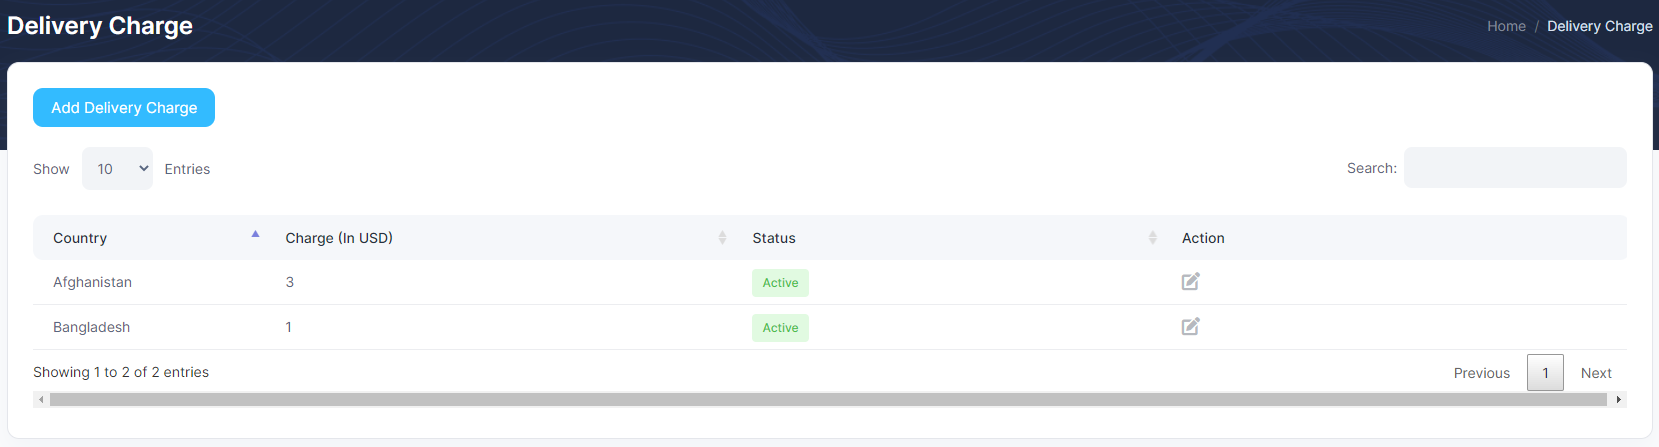 Delivery Charge
Home / Delivery Charge
Add Delivery Charge
Show 10 Entries
Search:
Country Charge (In USD) Status Action
Afghanistan 3 Active
Bangladesh 1 Active
Showing 1 to 2 of 2 entries
Previous 1 Next